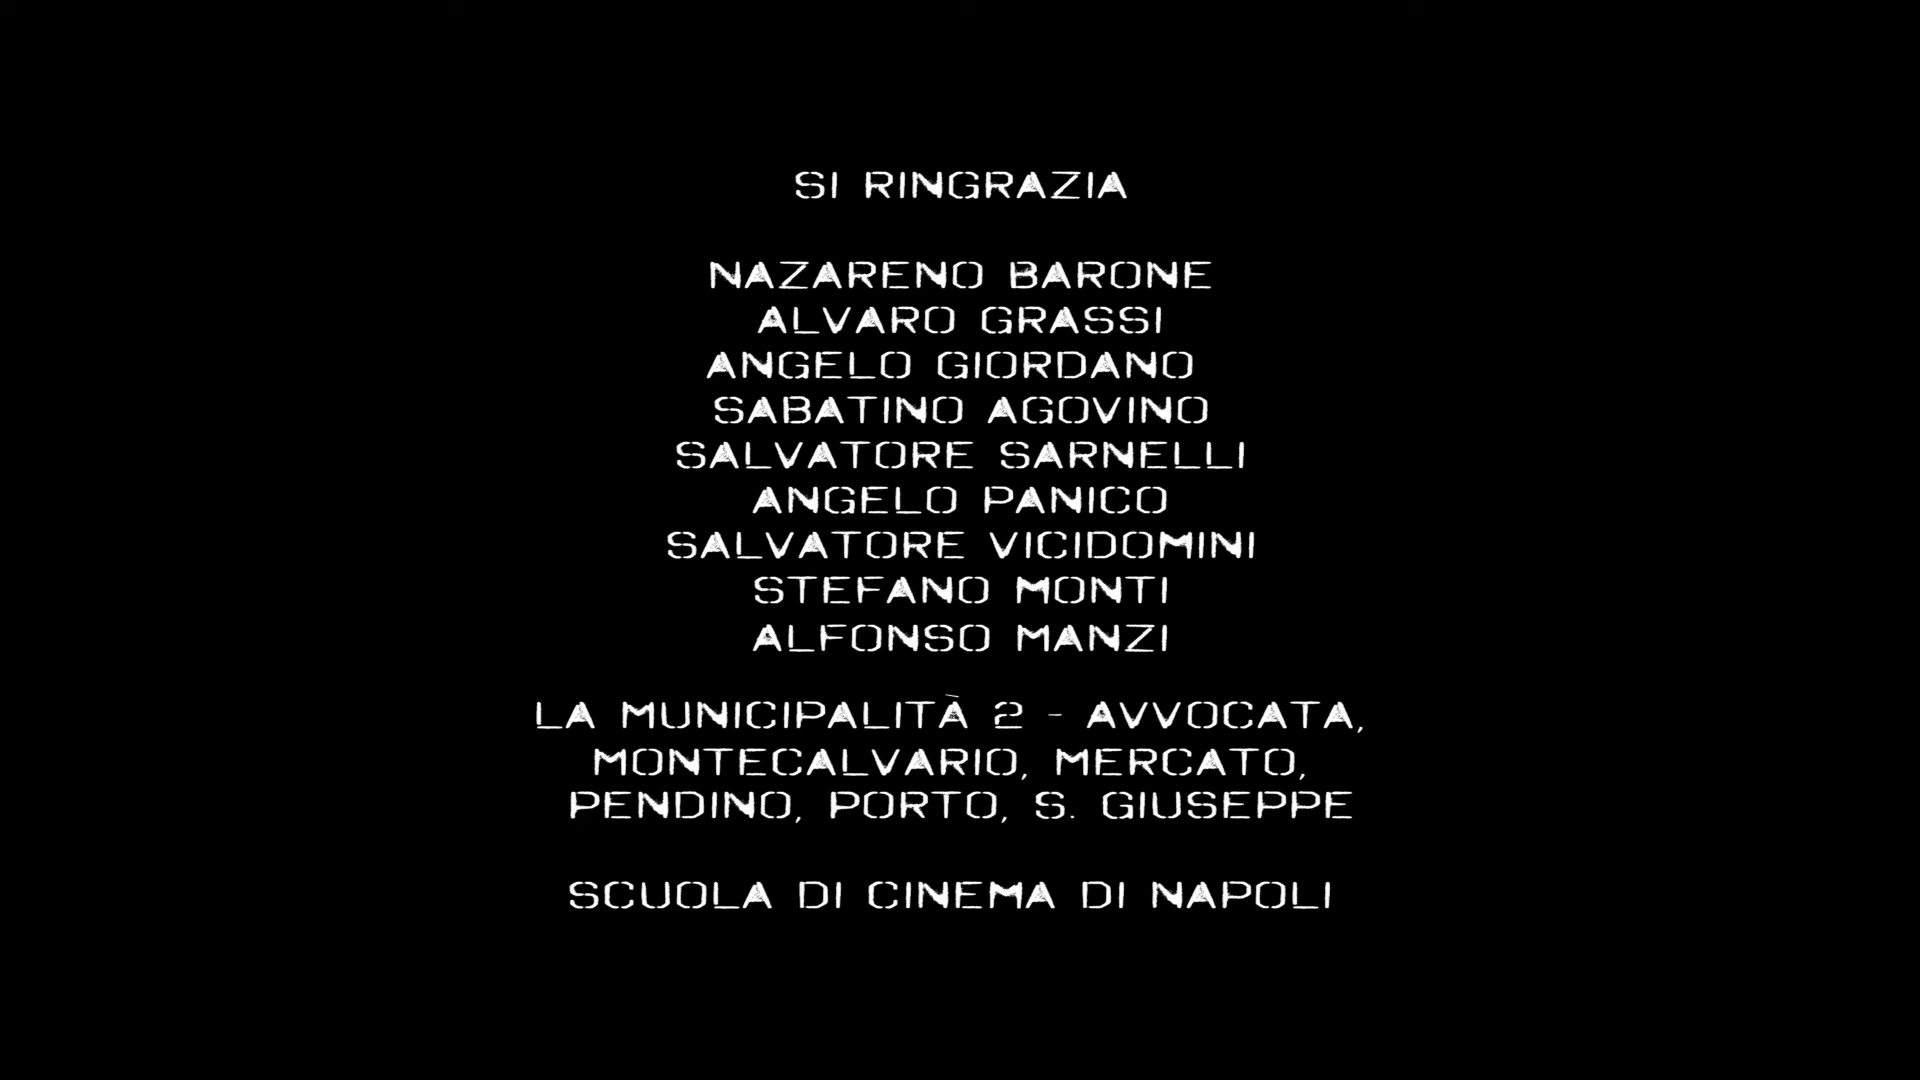 SI RINGRAZIA
NAZARENO BARONE
ALVARO GRASSI
ANGELO GIORDANO
SABATINO AGOVINO
SALVATORE SARNELLI
ANGELO PANICO
SALVATORE VICIDOMINI
STEFANO MONTI
ALFONSO MANZI
LA MUNICIPALITÀ 2 - AVVOCATA,
MONTECALVARIO, MERCATO,
PENDINO, PORTO, S. GIUSEPPE
SCUOLA DI CINEMA DI NAPOLI